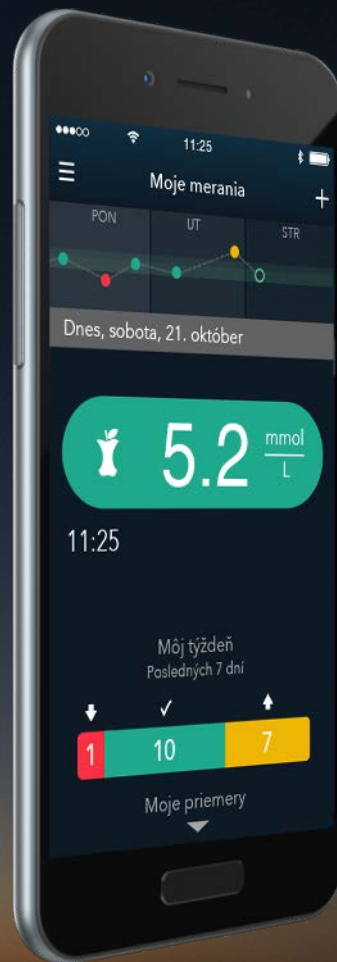 11:25
Moje merania
+
PON UT STR
Dnes, sobota, 21. október
5.2 mmol
L
11:25
Môj týždeň
Posledných 7 dní
1 10 7
Moje priemery